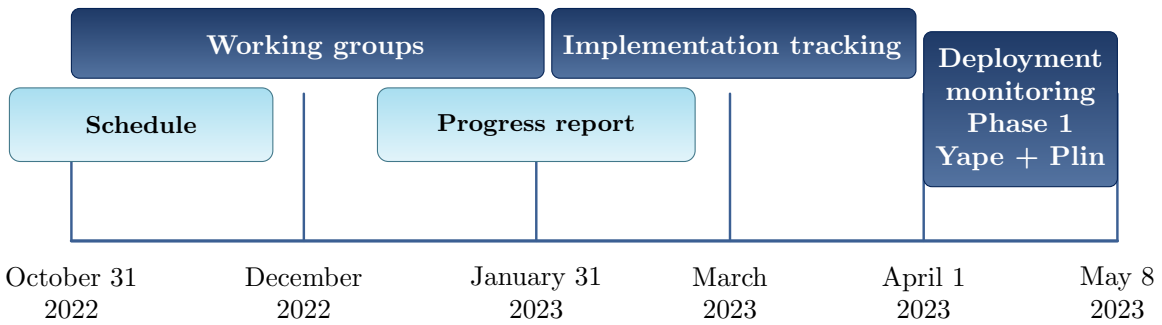 Working groups
Implementation tracking
Deployment
monitoring
Phase 1
Yape + Plin
Schedule
Progress report
October 31
2022
December
2022
January 31
2023
March
2023
April 1
2023
May 8
2023